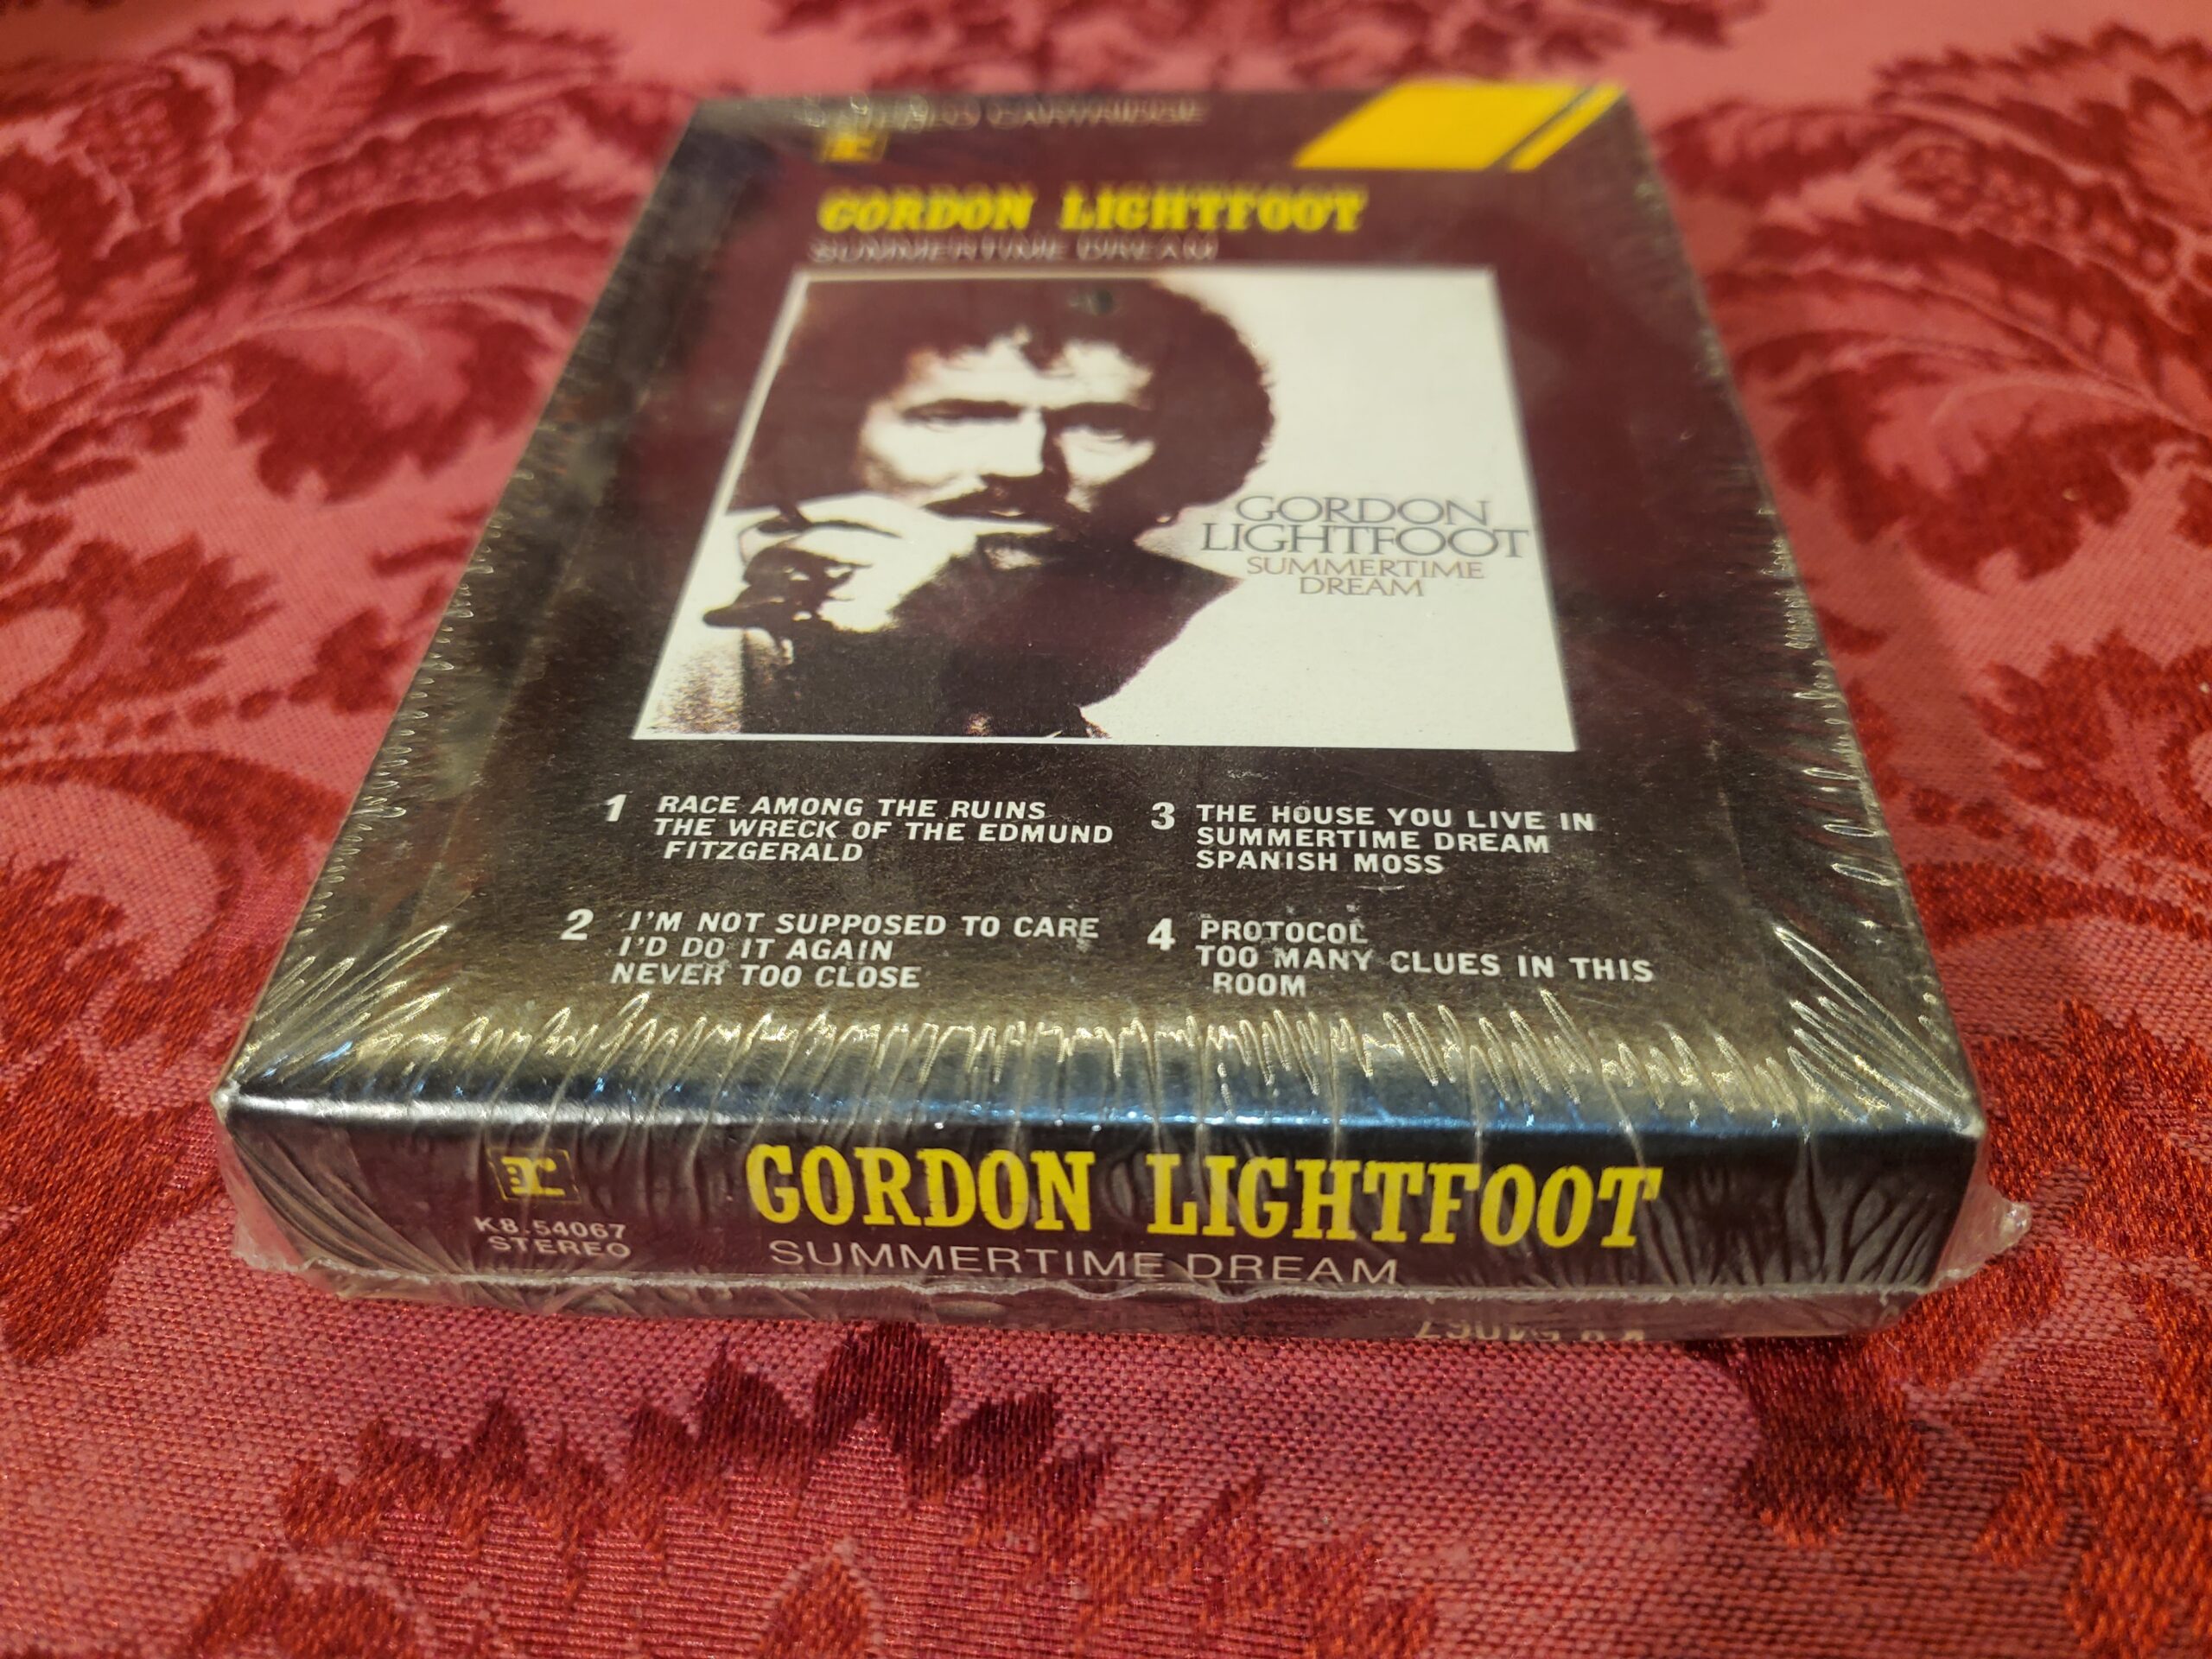 STEREO CARTRIDGE
GORDON LIGHTFOOT
SUMMERTIME DREAM
GORDON
LIGHTFOOT
SUMMERTIME
DREAM
1 RACE AMONG THE RUINS
THE WRECK OF THE EDMUND
FITZGERALD
2 I'M NOT SUPPOSED TO CARE
I'D DO IT AGAIN
NEVER TOO CLOSE
3 THE HOUSE YOU LIVE IN
SUMMERTIME DREAM
SPANISH MOSS
4 PROTOCOL
TOO MANY CLUES IN THIS
ROOM
K8.54067
STEREO
GORDON LIGHTFOOT
SUMMERTIME DREAM